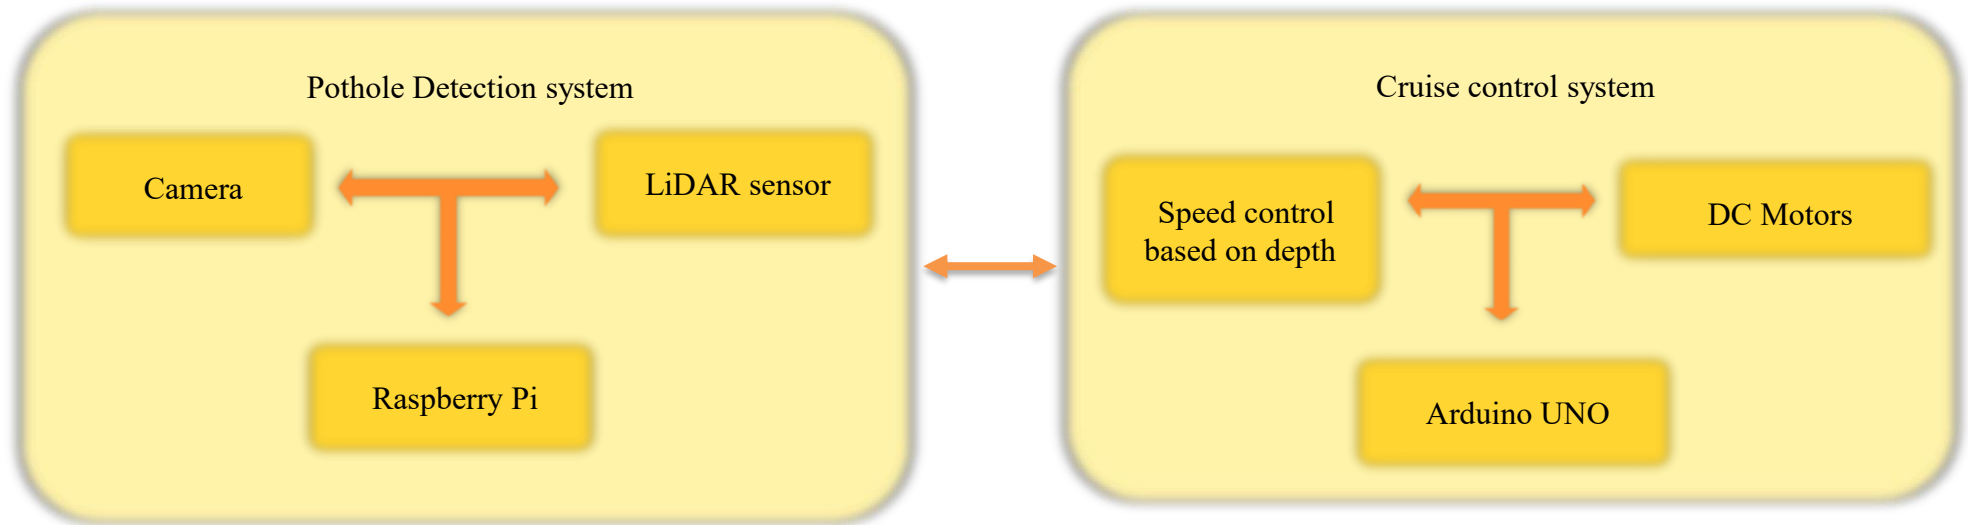 Pothole Detection system
Camera
LiDAR sensor
Raspberry Pi
Cruise control system
Speed control
based on depth
DC Motors
Arduino UNO